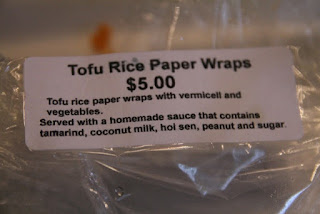 Tofu Rice Paper Wraps
$5.00
Tofu rice paper wraps with vermicell and
vegetables.
Served with a homemade sauce that contains
tamarind, coconut milk, hoi sen, peanut and sugar.